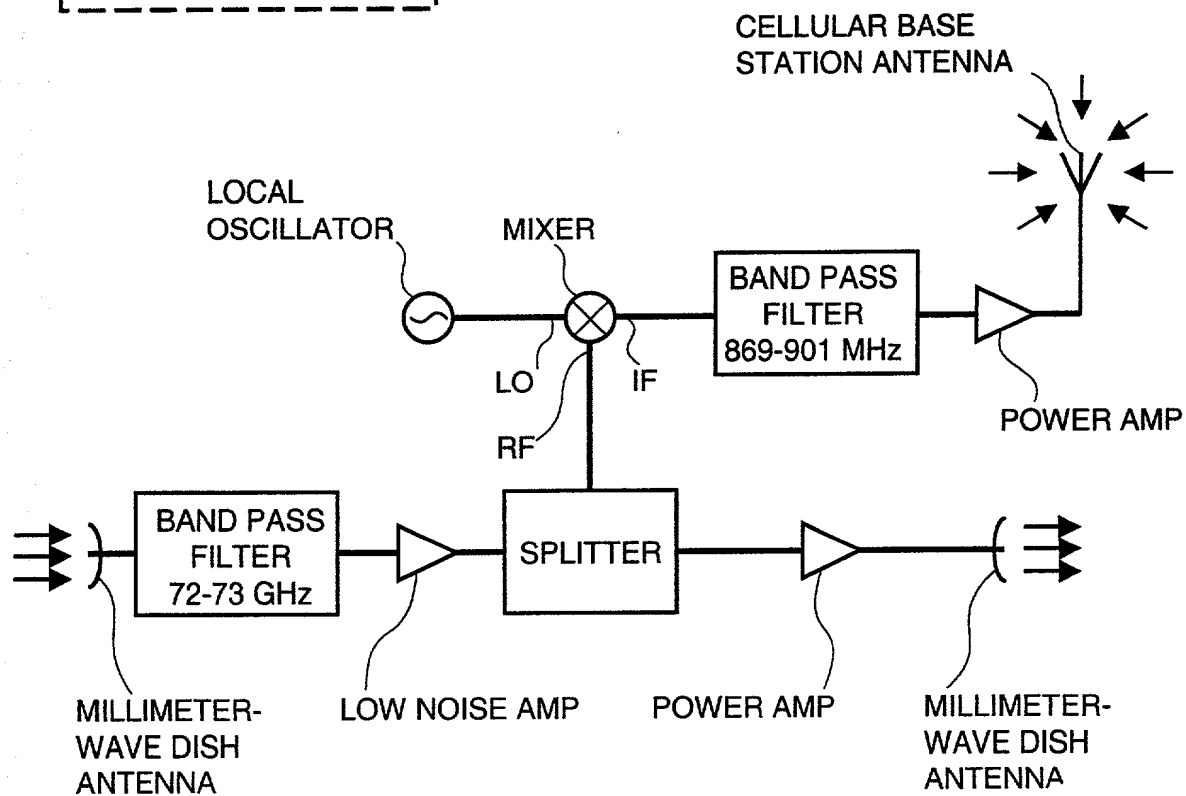 CELLULAR BASE
STATION ANTENNA
LOCAL
OSCILLATOR
MIXER
BAND PASS
FILTER
869-901 MHz
LO
IF
RF
POWER AMP
BAND PASS
FILTER
72-73 GHz
SPLITTER
MILLIMETER-
WAVE DISH
ANTENNA
LOW NOISE AMP
POWER AMP
MILLIMETER-
WAVE DISH
ANTENNA